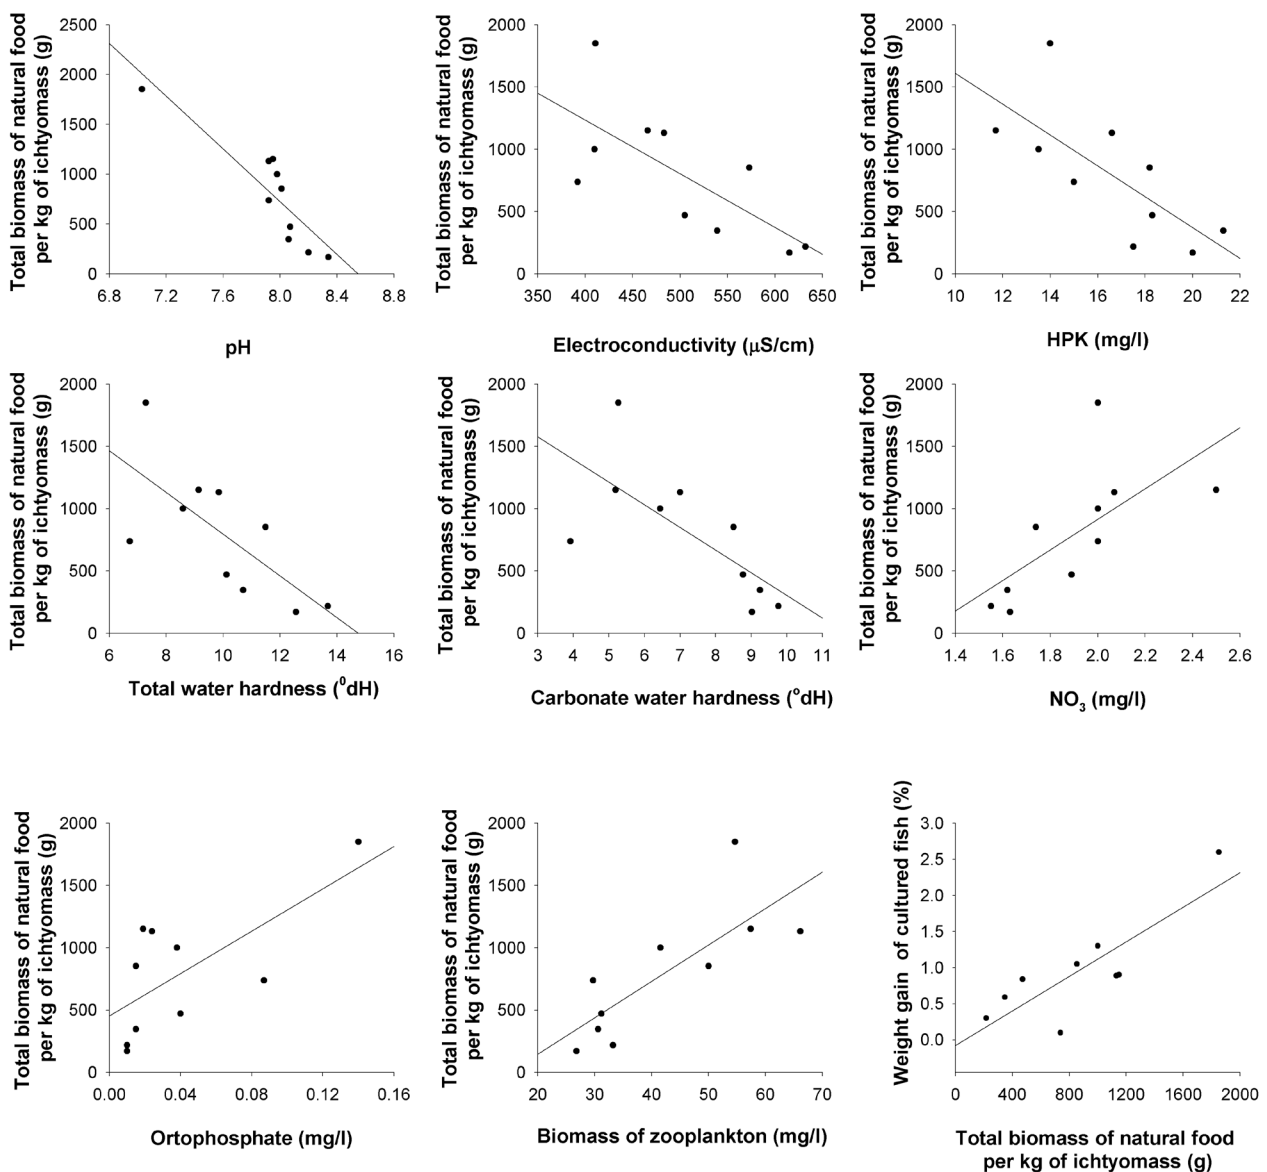 Total biomass of natural food
per kg of ichtyomass (g)
2500
2000
1500
1000
500
0
6.8 7.2 7.6 8.0 8.4 8.8
pH
Total biomass of natural food
per kg of ichtyomass (g)
2000
1500
1000
500
0
350 400 450 500 550 600 650
Electroconductivity (μS/cm)
Total biomass of natural food
per kg of ichtyomass (g)
2000
1500
1000
500
0
10 12 14 16 18 20 22
HPK (mg/l)
Total biomass of natural food
per kg of ichtyomass (g)
2000
1500
1000
500
0
6 8 10 12 14 16
Total water hardness (⁰dH)
Total biomass of natural food
per kg of ichtyomass (g)
2000
1500
1000
500
0
3 4 5 6 7 8 9 10 11
Carbonate water hardness (°dH)
Total biomass of natural food
per kg of ichtyomass (g)
2000
1500
1000
500
0
1.4 1.6 1.8 2.0 2.2 2.4 2.6
NO₃ (mg/l)
Total biomass of natural food
per kg of ichtyomass (g)
2000
1500
1000
500
0
0.00 0.04 0.08 0.12 0.16
Ortophosphate (mg/l)
Total biomass of natural food
per kg of ichtyomass (g)
2000
1500
1000
500
0
20 30 40 50 60 70
Biomass of zooplankton (mg/l)
Weight gain of cultured fish (%)
3.0
2.5
2.0
1.5
1.0
0.5
0.0
0 400 800 1200 1600 2000
Total biomass of natural food
per kg of ichtyomass (g)